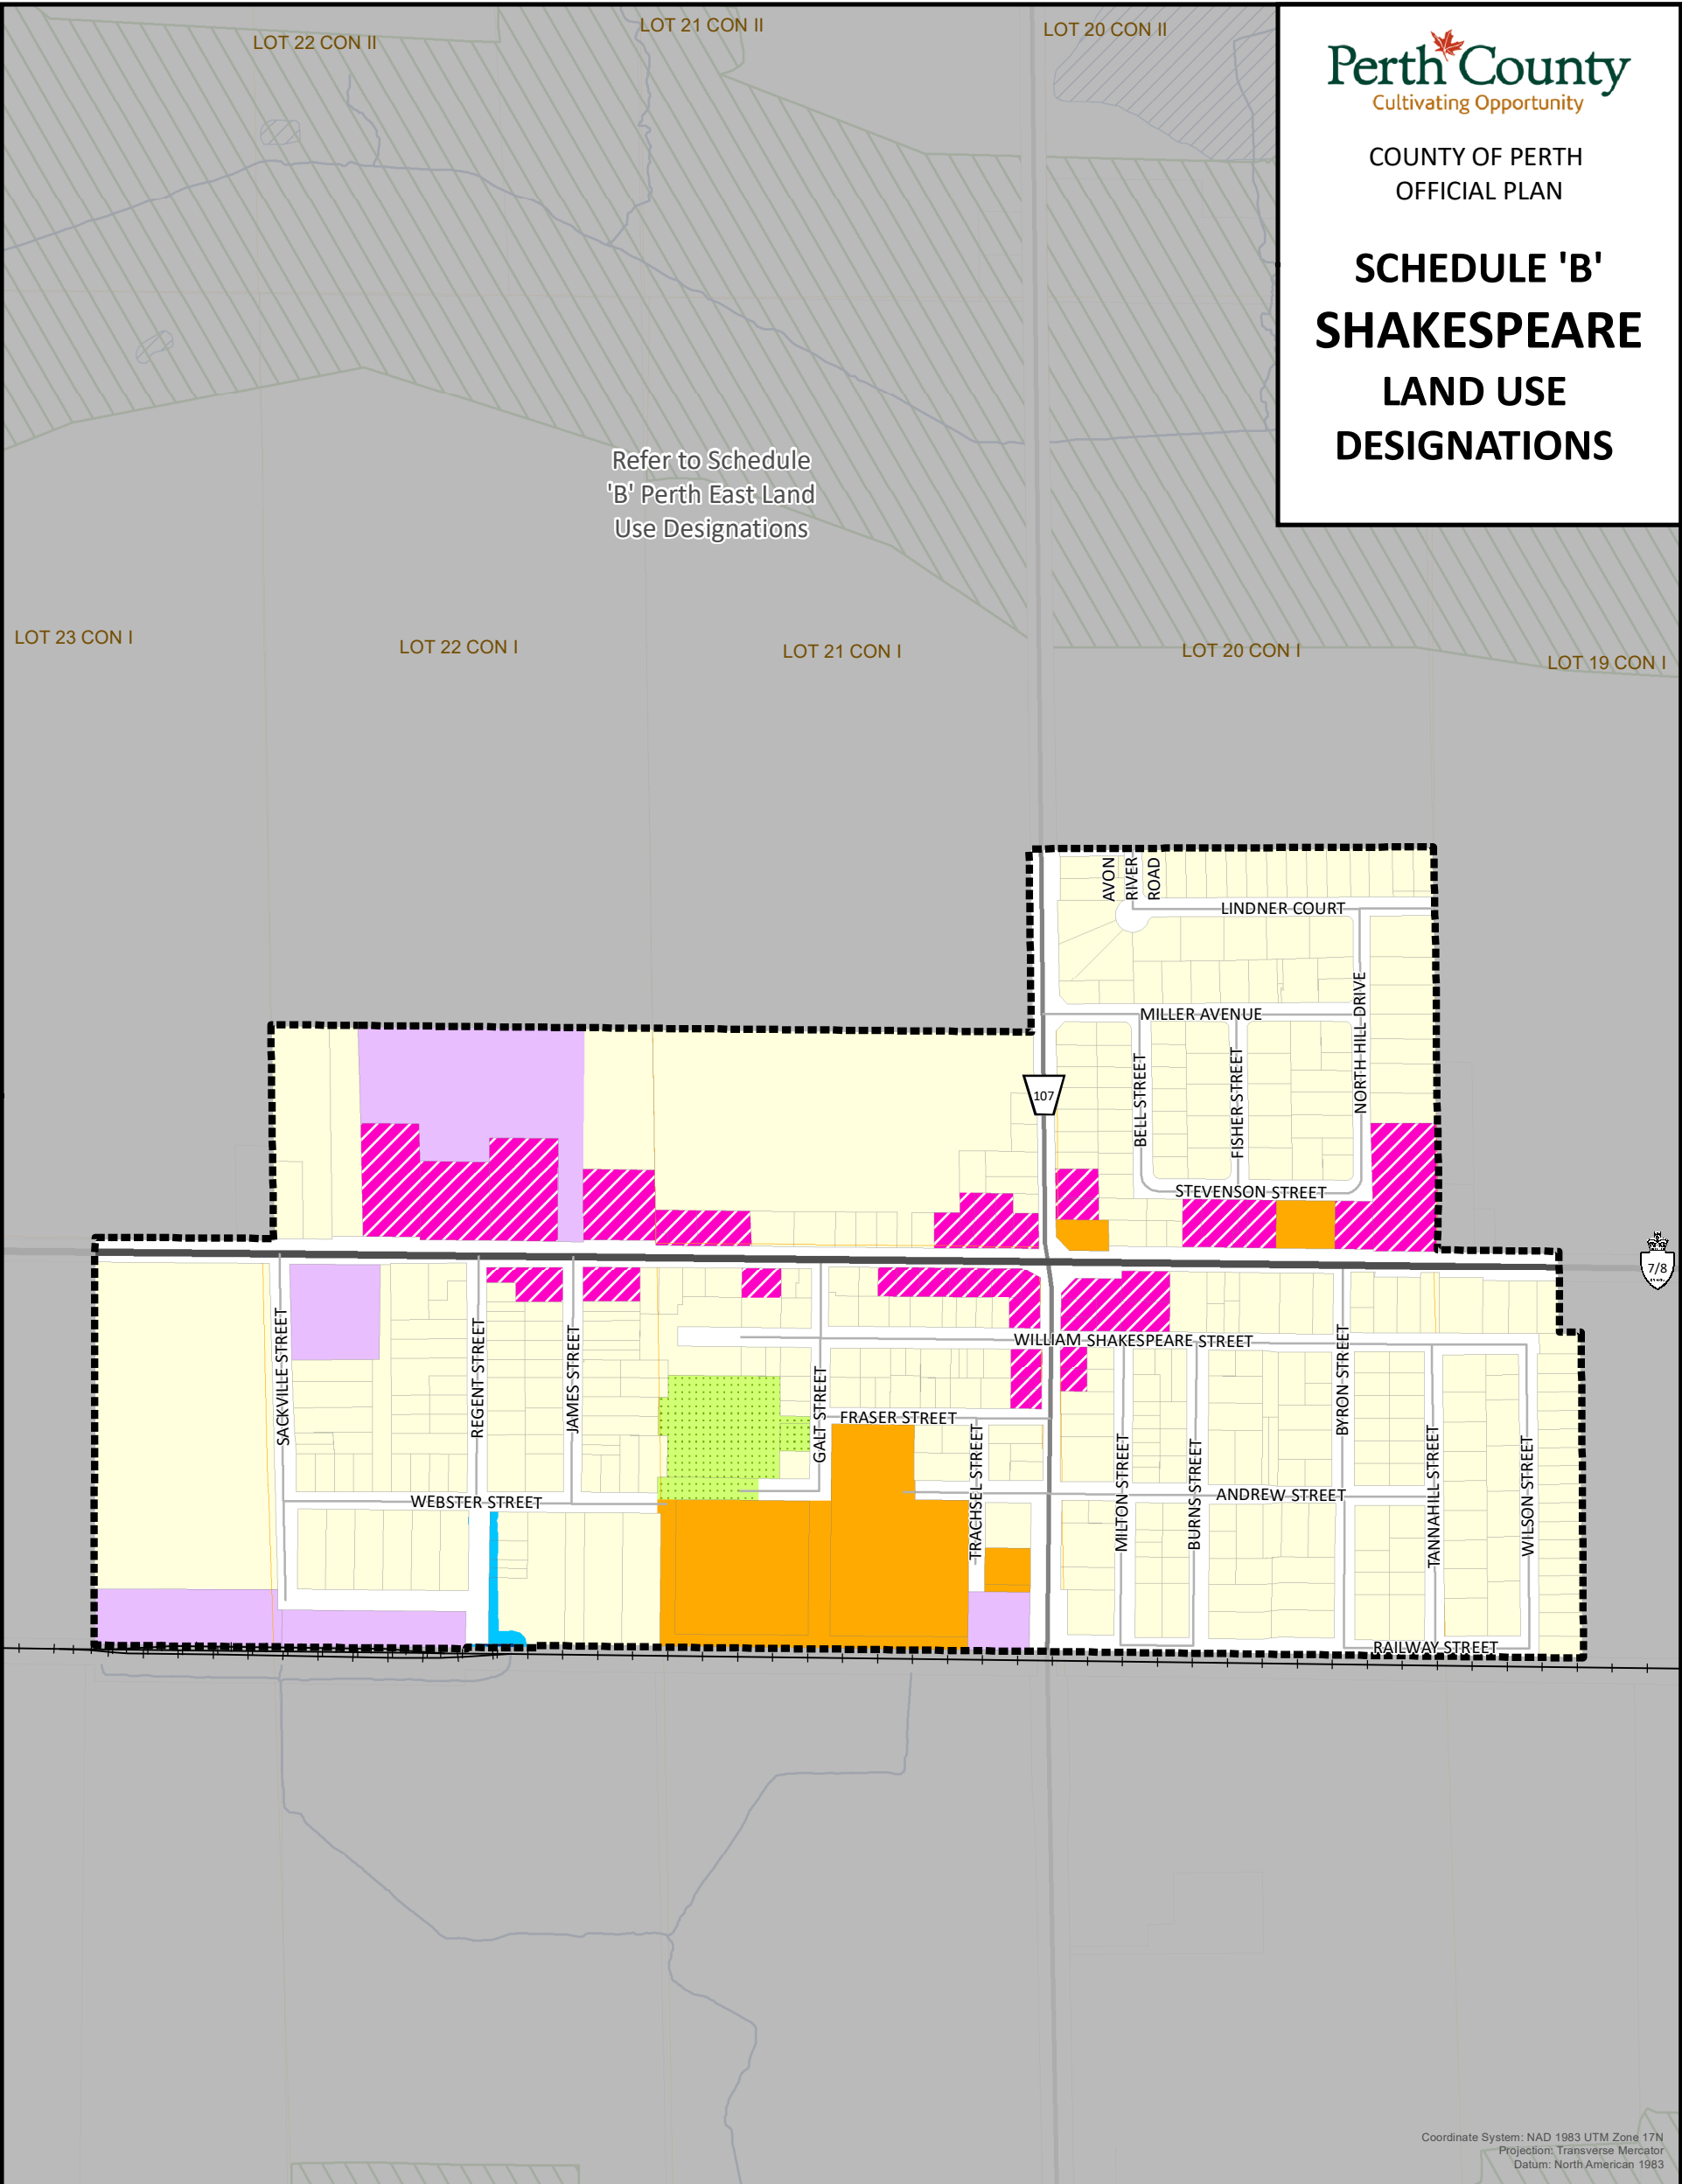 LOT 22 CON II
LOT 21 CON II
LOT 20 CON II
Perth County
Cultivating Opportunity
COUNTY OF PERTH
OFFICIAL PLAN
SCHEDULE 'B'
SHAKESPEARE
LAND USE
DESIGNATIONS
Refer to Schedule
'B' Perth East Land
Use Designations
LOT 23 CON I
LOT 22 CON I
LOT 21 CON I
LOT 20 CON I
LOT 19 CON I
AVON
RIVER
ROAD
LINDNER COURT
NORTH HILL DRIVE
MILLER AVENUE
BELL STREET
FISHER STREET
107
STEVENSON STREET
7/8
SACKVILLE STREET
REGENT STREET
JAMES STREET
WILLIAM SHAKESPEARE STREET
GALT STREET
FRASER STREET
TRACHSEL STREET
MILTON STREET
BURNS STREET
BYRON STREET
TANNAHILL STREET
WILSON STREET
WEBSTER STREET
ANDREW STREET
RAILWAY STREET
Coordinate System: NAD 1983 UTM Zone 17N
Projection: Transverse Mercator
Datum: North American 1983